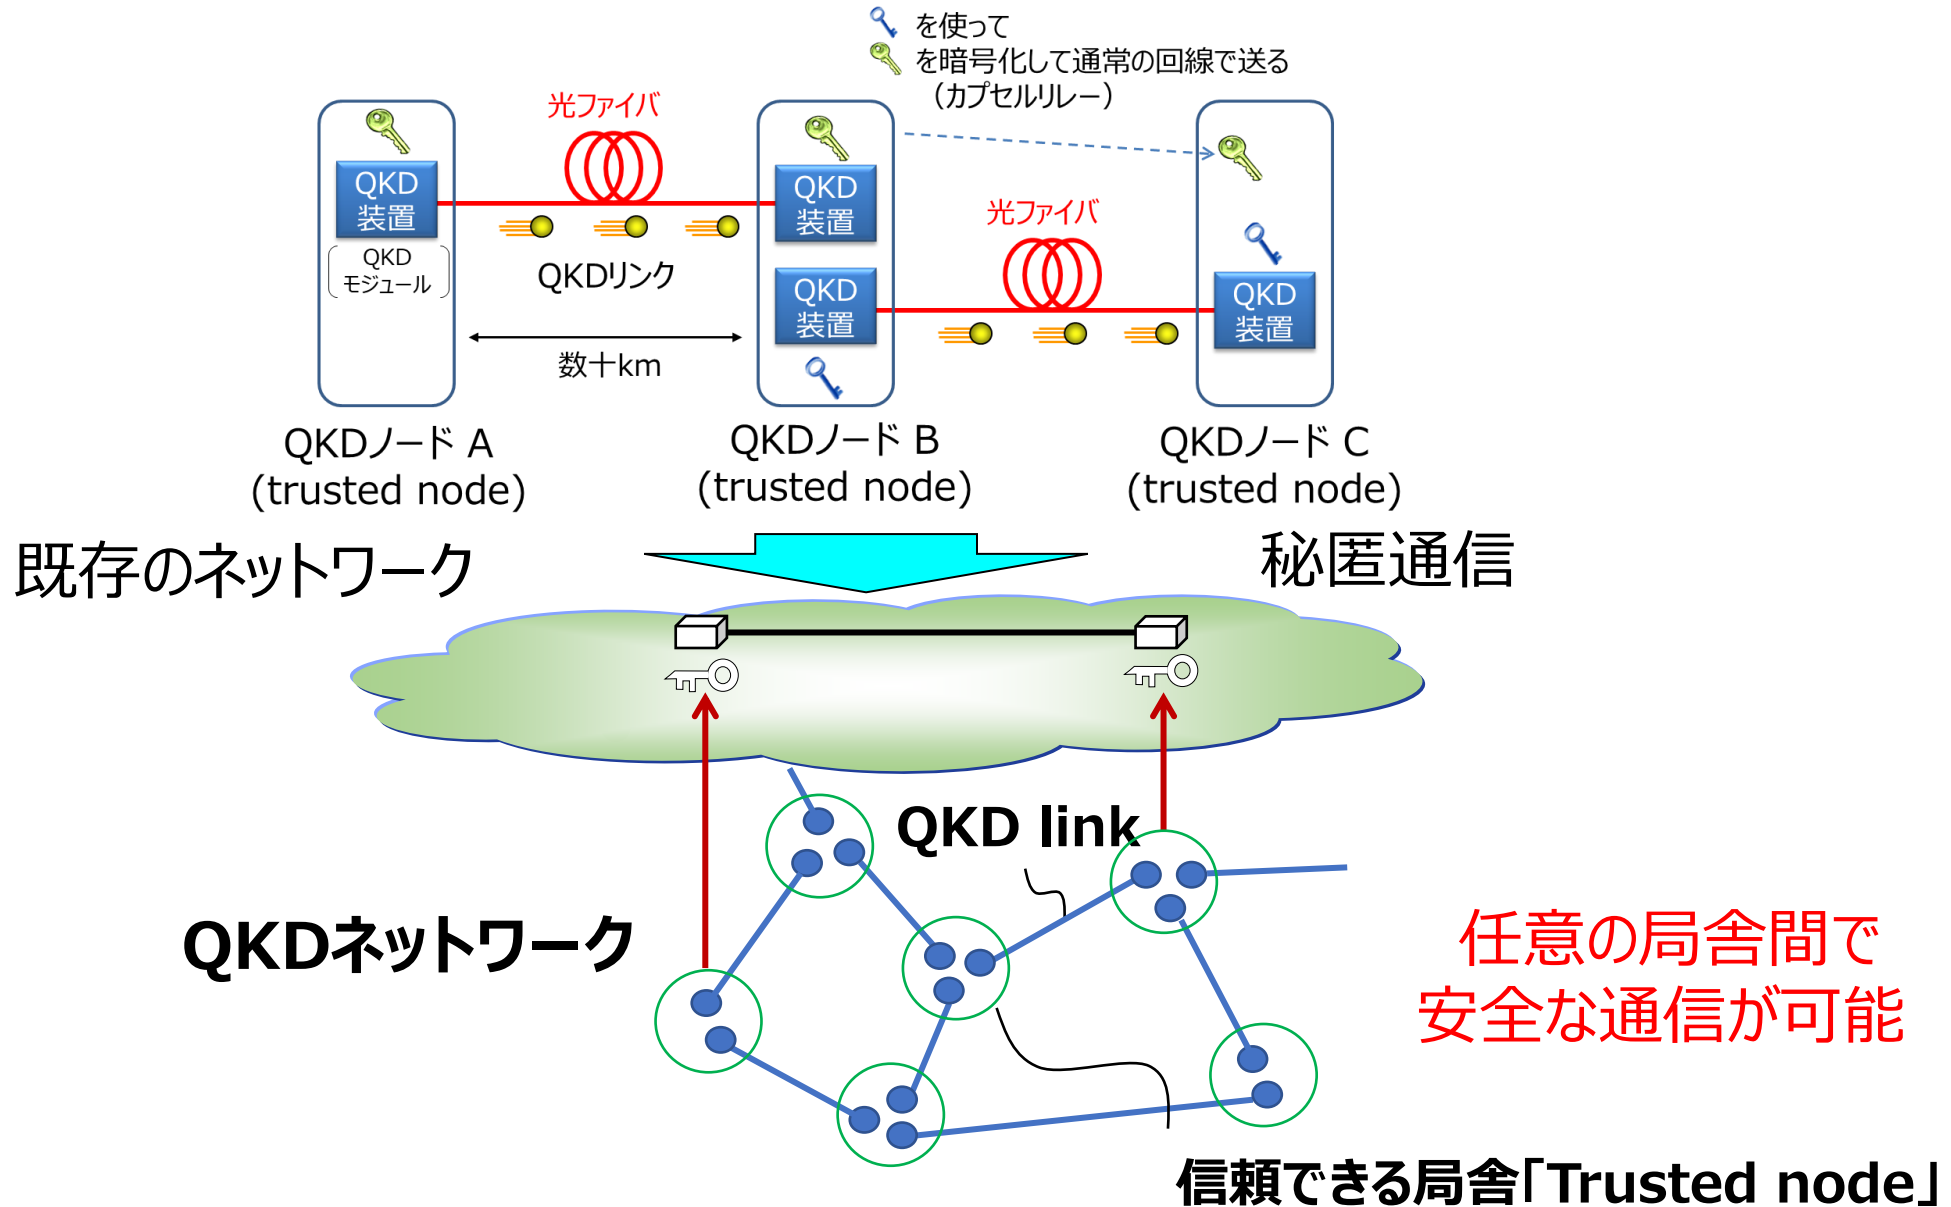 を使って
を暗号化して通常の回線で送る
（カプセルリレー）
光ファイバ
QKD
装置
QKD
モジュール
QKDリンク
数十km
QKD
装置
QKD
装置
光ファイバ
QKD
装置
QKDノード A
(trusted node)
QKDノード B
(trusted node)
QKDノード C
(trusted node)
既存のネットワーク
秘匿通信
QKD link
QKDネットワーク
任意の局舎間で
安全な通信が可能
信頼できる局舎「Trusted node」